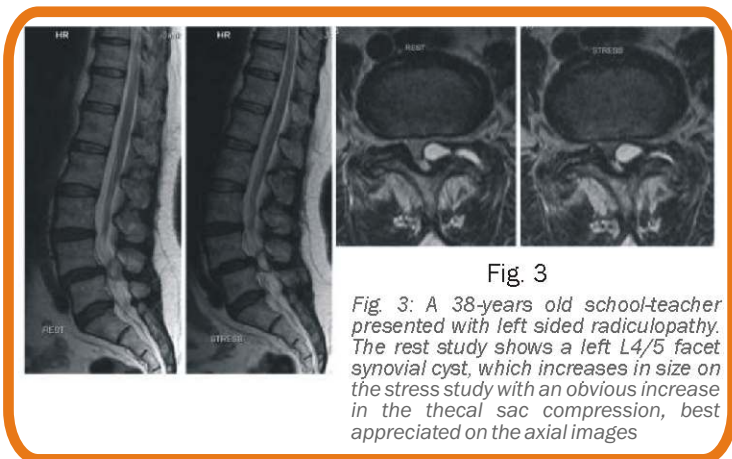 HR
HR
REST
STRESS
REST
STRESS
Fig. 3
Fig. 3: A 38-years old school-teacher
presented with left sided radiculopathy.
The rest study shows a left L4/5 facet
synovial cyst, which increases in size on
the stress study with an obvious increase
in the thecal sac compression, best
appreciated on the axial images